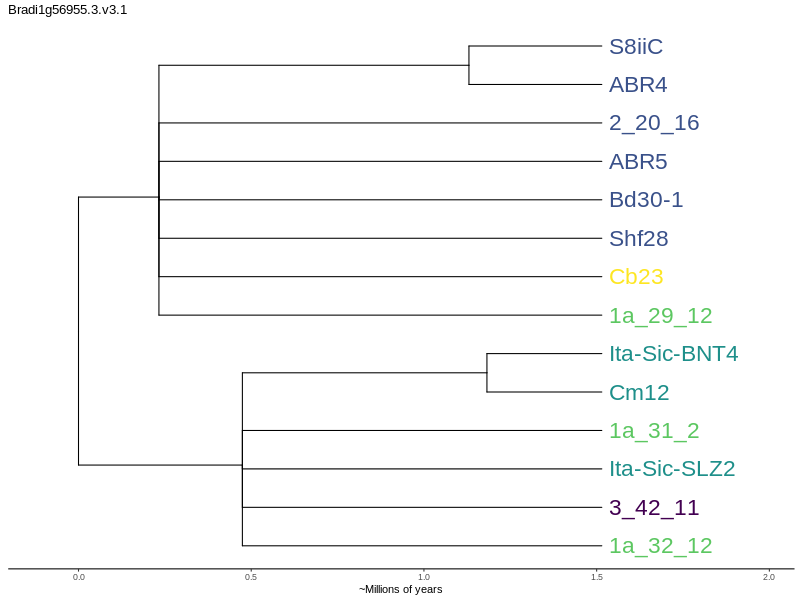 Bradi1g56955.3.v3.1
S8iiC
ABR4
2_20_16
ABR5
Bd30-1
Shf28
Cb23
1a_29_12
Ita-Sic-BNT4
Cm12
1a_31_2
Ita-Sic-SLZ2
3_42_11
1a_32_12
0.0 0.5 1.0 1.5 2.0
~Millions of years